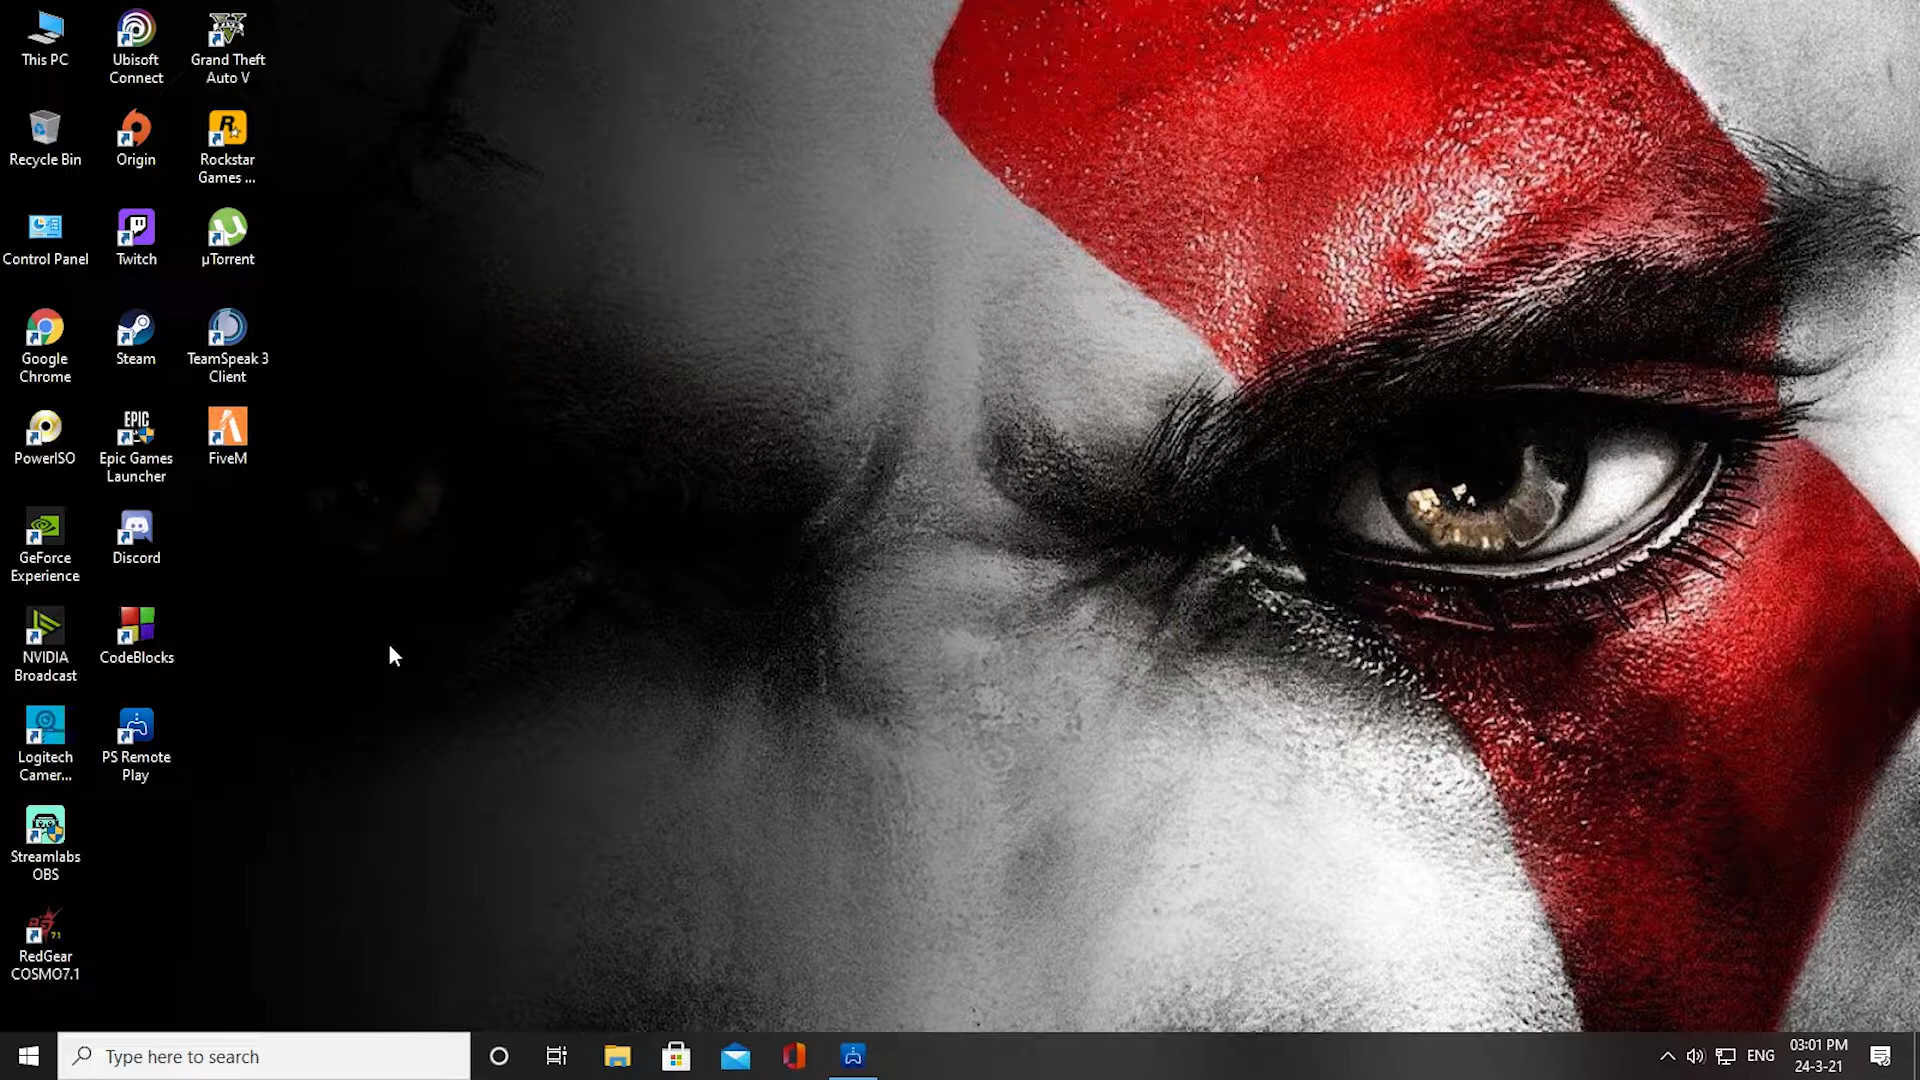 This PC
Ubisoft
Connect
Grand Theft
Auto V
Recycle Bin
Origin
Rockstar
Games ...
Control Panel
Twitch
µTorrent
Google
Chrome
Steam
TeamSpeak 3
Client
PowerISO
EPIC
Epic Games
Launcher
FiveM
GeForce
Experience
Discord
NVIDIA
Broadcast
CodeBlocks
Logitech
Camer...
PS Remote
Play
Streamlabs
OBS
RedGear
COSMO7.1
Type here to search
ENG
03:01 PM
24-3-21